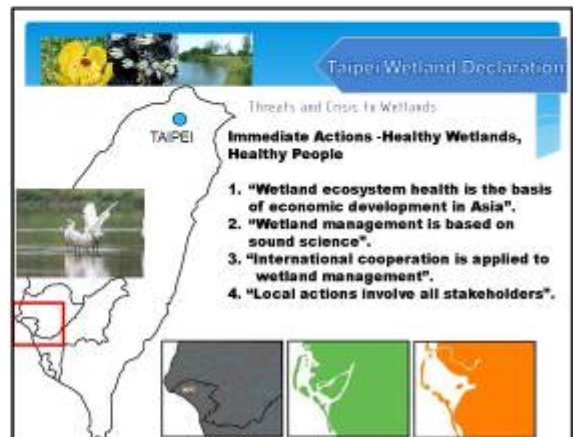 Taipei Wetland Declaration
Threats and Crisis to Wetlands
TAIPEI
Immediate Actions -Healthy Wetlands,
Healthy People
1. “Wetland ecosystem health is the basis
of economic development in Asia”.
2. “Wetland management is based on
sound science”.
3. “International cooperation is applied to
wetland management”.
4. “Local actions involve all stakeholders”.